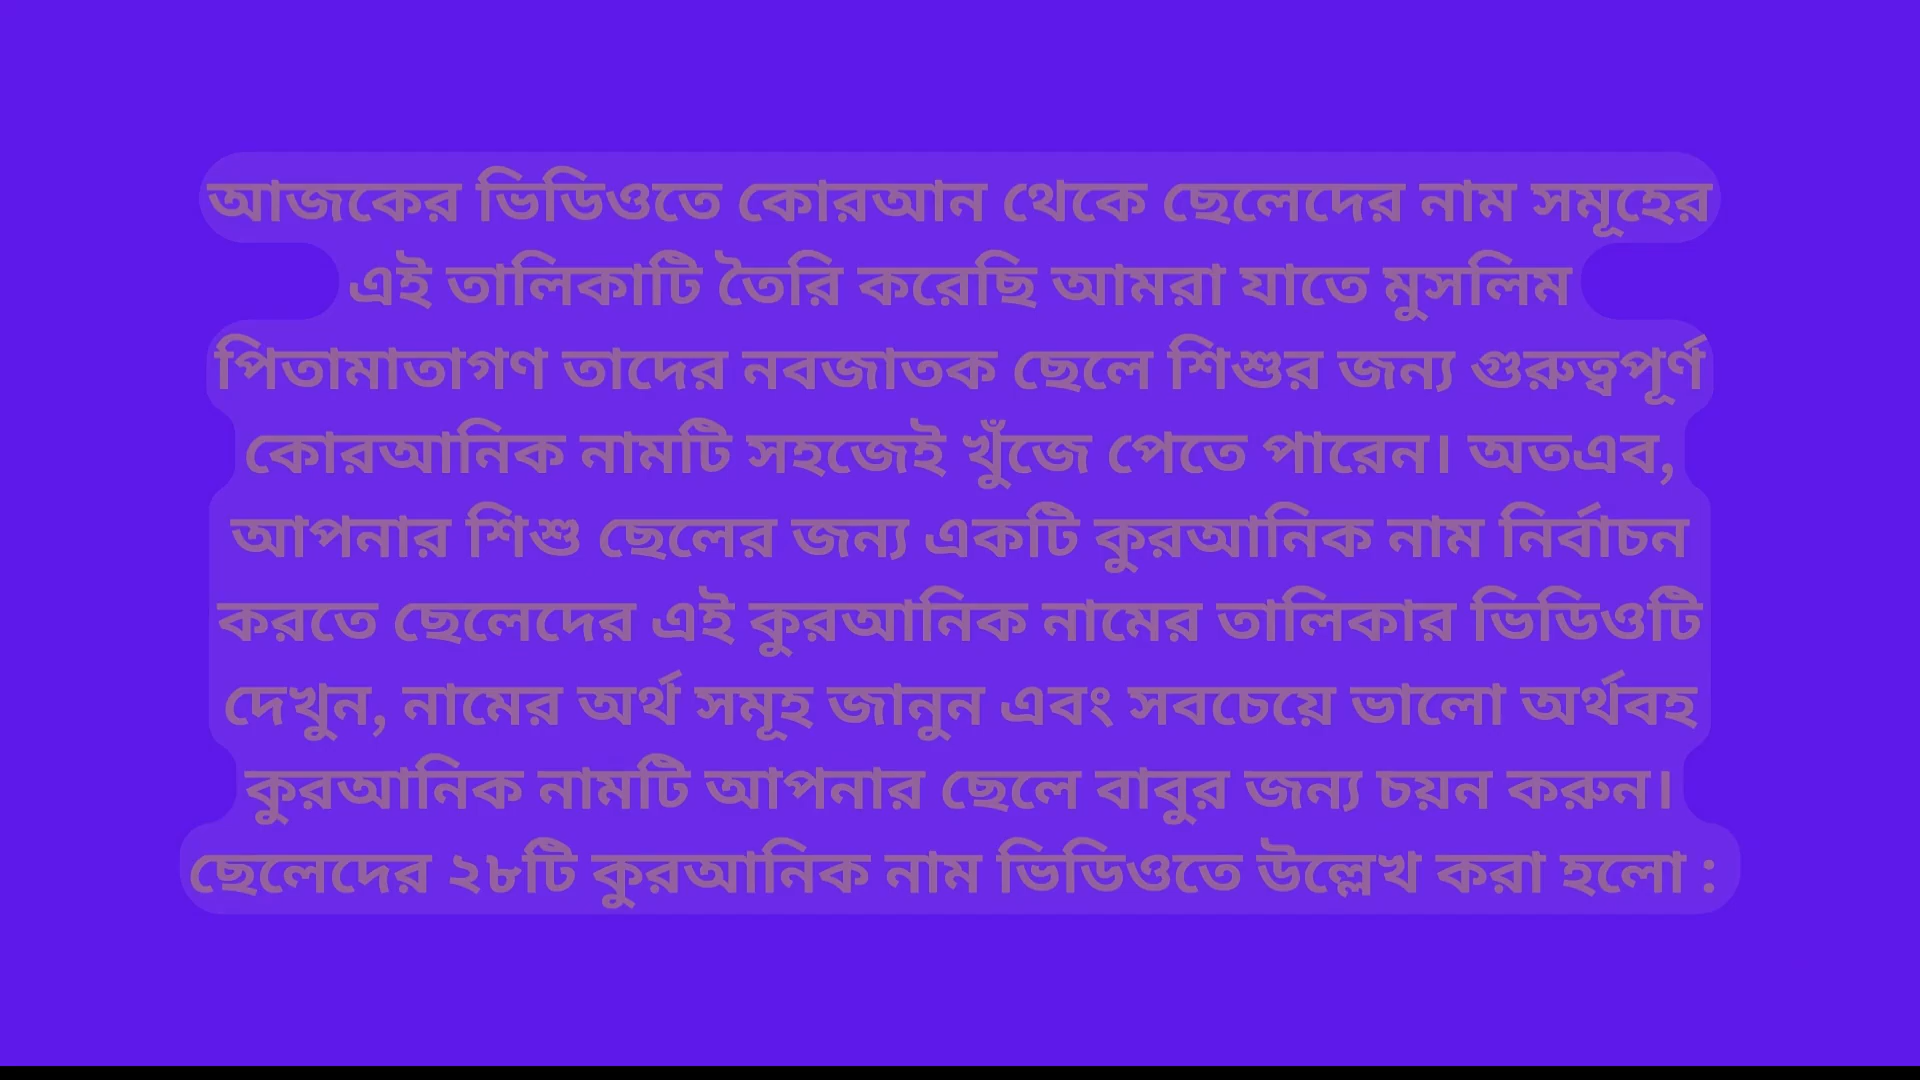 আজকের ভিডিওতে কোরআন থেকে ছেলেদের নাম সমূহের
এই তালিকাটি তৈরি করেছি আমরা যাতে মুসলিম
পিতামাতাগণ তাদের নবজাতক ছেলে শিশুর জন্য গুরুত্বপূর্ণ
কোরআনিক নামটি সহজেই খুঁজে পেতে পারেন। অতএব,
আপনার শিশু ছেলের জন্য একটি কুরআনিক নাম নির্বাচন
করতে ছেলেদের এই কুরআনিক নামের তালিকার ভিডিওটি
দেখুন, নামের অর্থ সমূহ জানুন এবং সবচেয়ে ভালো অর্থবহ
কুরআনিক নামটি আপনার ছেলে বাবুর জন্য চয়ন করুন।
ছেলেদের ২৮টি কুরআনিক নাম ভিডিওতে উল্লেখ করা হলো :